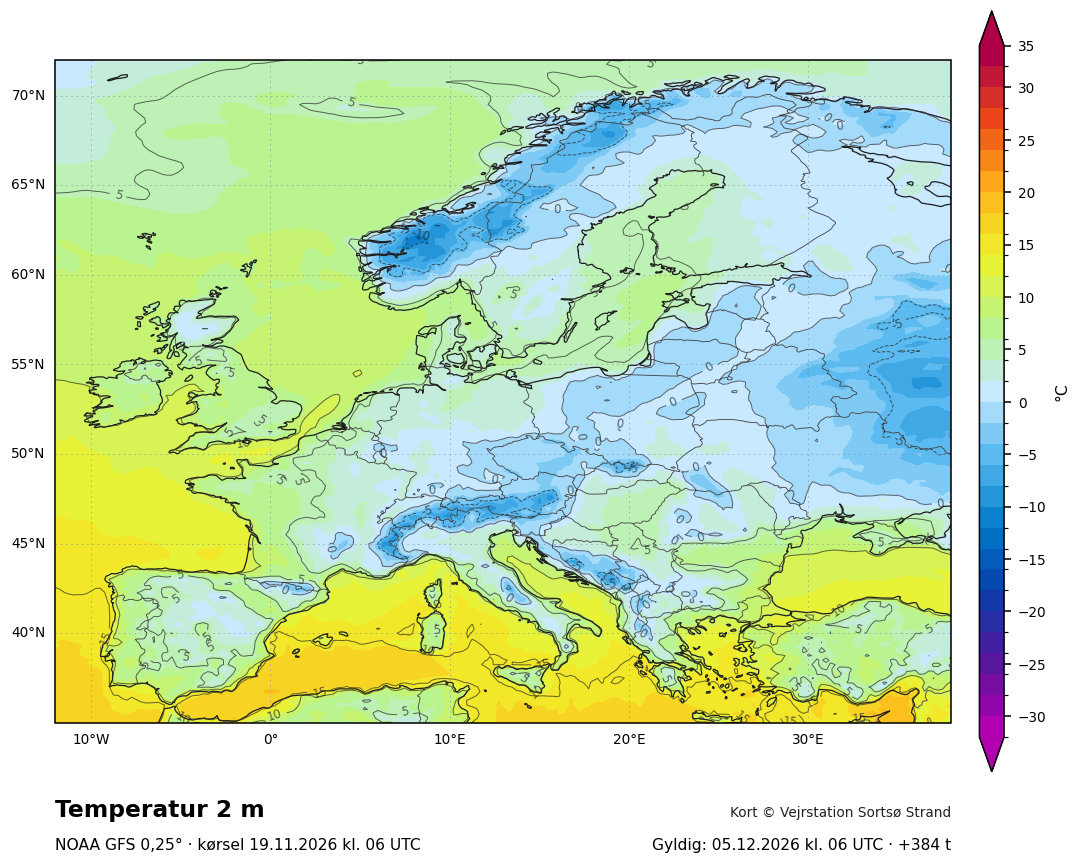 70°N
65°N
60°N
55°N
50°N
45°N
40°N
10°W
0°
10°E
20°E
30°E
35
30
25
20
15
10
5
0
−5
−10
−15
−20
−25
−30
°C
Temperatur 2 m
Kort © Vejrstation Sortsø Strand
NOAA GFS 0,25° · kørsel 19.11.2026 kl. 06 UTC
Gyldig: 05.12.2026 kl. 06 UTC · +384 t